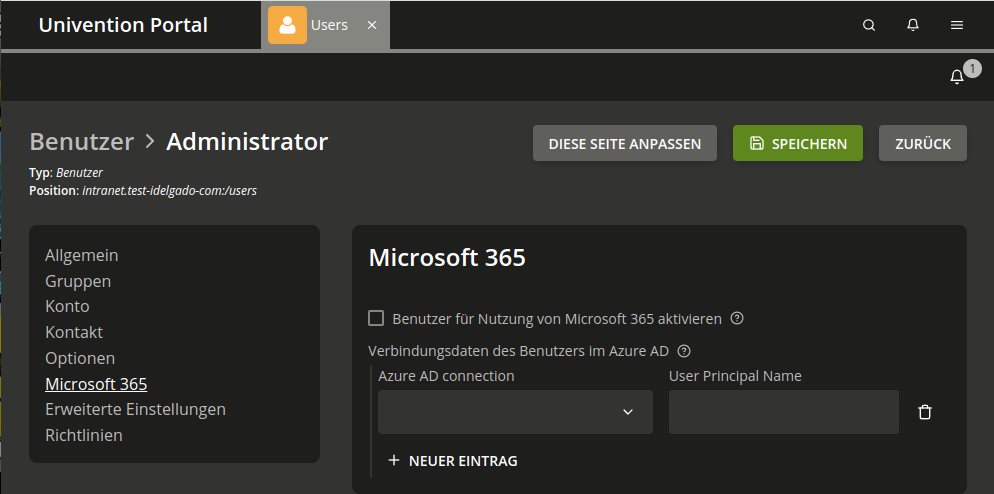 Univention Portal
Users
1
Benutzer > Administrator
DIESE SEITE ANPASSEN
SPEICHERN
ZURÜCK
Typ: Benutzer
Position: intranet.test-idelgado-com:/users
Allgemein
Gruppen
Konto
Kontakt
Optionen
Microsoft 365
Erweiterte Einstellungen
Richtlinien
Microsoft 365
Benutzer für Nutzung von Microsoft 365 aktivieren
Verbindungsdaten des Benutzers im Azure AD
Azure AD connection
User Principal Name
+ NEUER EINTRAG